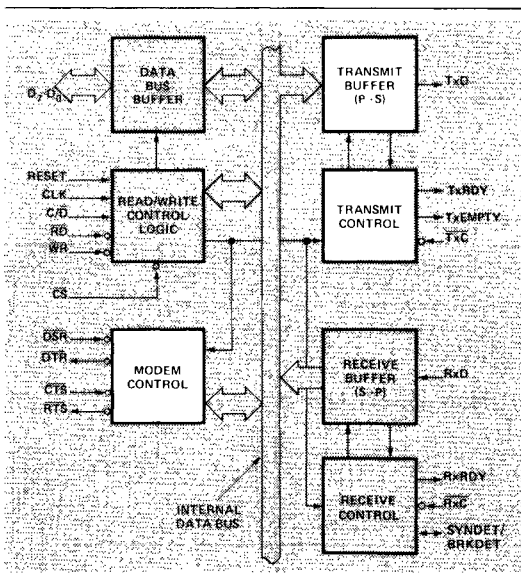 DATA
BUS
BUFFER
D7-D0
TRANSMIT
BUFFER
(P - S)
TxD
RESET
CLK
C/D
RD
WR
CS
READ/WRITE
CONTROL
LOGIC
TRANSMIT
CONTROL
TxRDY
TxEMPTY
TxC
DSR
DTR
CTS
RTS
MODEM
CONTROL
RECEIVE
BUFFER
(S - P)
RxD
INTERNAL
DATA BUS
RECEIVE
CONTROL
RxRDY
RxC
SYNDET/
BRKDET